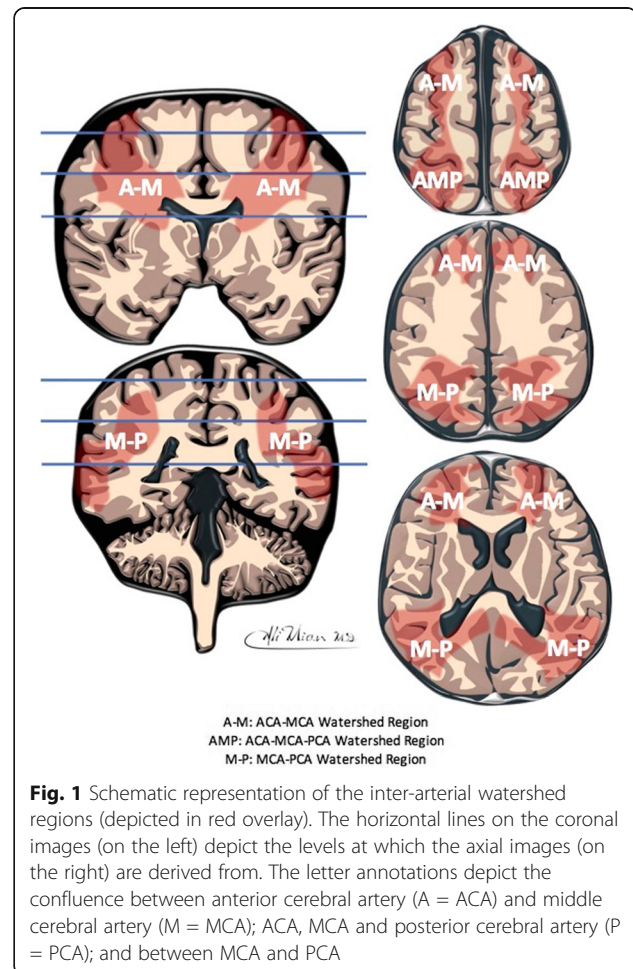 A-M A-M
A-M A-M
AMP AMP
A-M A-M
M-P M-P
M-P M-P
A-M A-M
M-P M-P
A-M: ACA-MCA Watershed Region
AMP: ACA-MCA-PCA Watershed Region
M-P: MCA-PCA Watershed Region
Fig. 1 Schematic representation of the inter-arterial watershed
regions (depicted in red overlay). The horizontal lines on the coronal
images (on the left) depict the levels at which the axial images (on
the right) are derived from. The letter annotations depict the
confluence between anterior cerebral artery (A = ACA) and middle
cerebral artery (M = MCA); ACA, MCA and posterior cerebral artery (P
= PCA); and between MCA and PCA